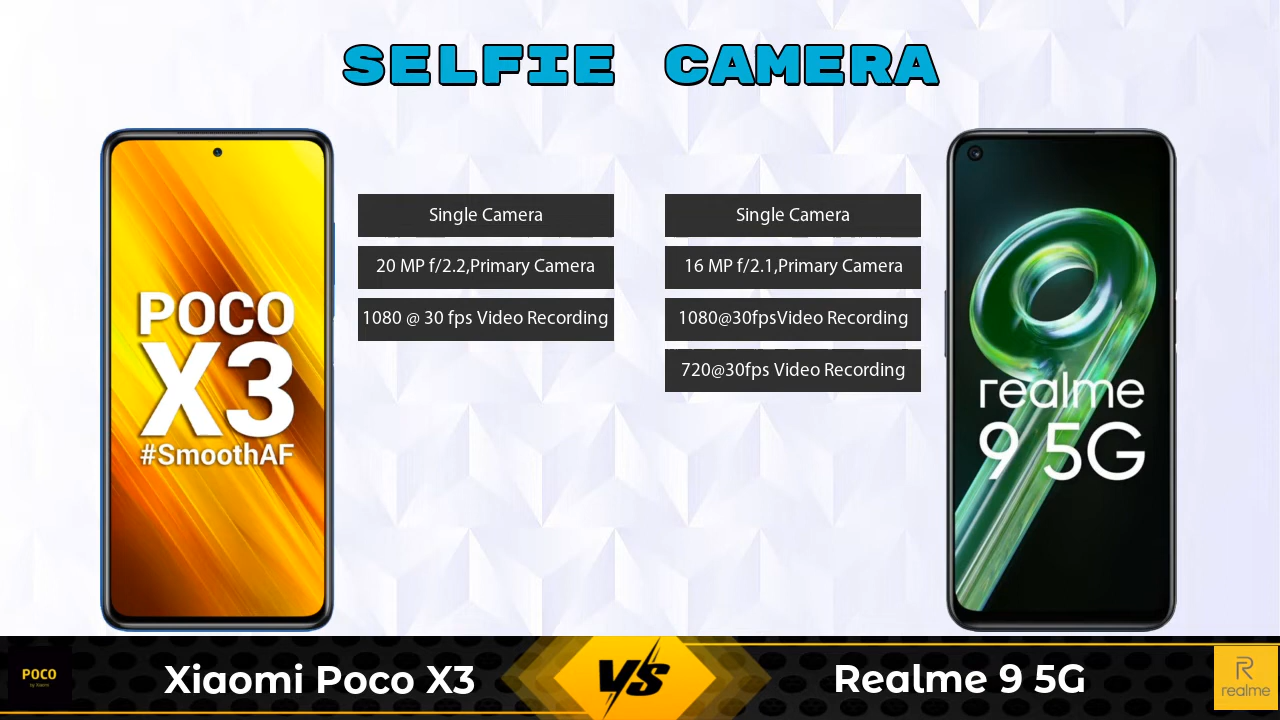 SELFIE CAMERA
POCO
X3
#SmoothAF
Single Camera
20 MP f/2.2,Primary Camera
1080 @ 30 fps Video Recording
Single Camera
16 MP f/2.1,Primary Camera
1080@30fpsVideo Recording
720@30fps Video Recording
realme
9 5G
POCO
by Xiaomi
Xiaomi Poco X3
VS
Realme 9 5G
R
realme